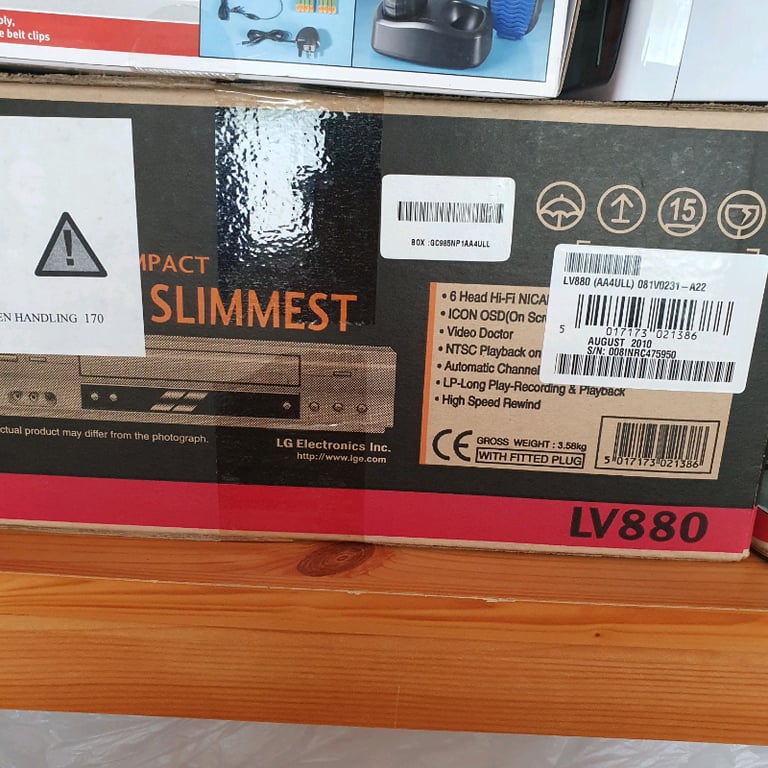 ply,
e belt clips
MPACT
SLIMMEST
EN HANDLING 170
ctual product may differ from the photograph.
LG Electronics Inc.
http://www.lge.com
BOX :GC985NP1AA4ULL
15
• 6 Head Hi-Fi NICA
• ICON OSD(On Scr
• Video Doctor
• NTSC Playback on
• Automatic Channel
• LP-Long Play-Recording & Playback
• High Speed Rewind
LV880 (AA4ULL) 081V0231-A22
5 017173 021386
AUGUST 2010
S/N: 008INRC475950
CE GROSS WEIGHT : 3.58kg
WITH FITTED PLUG
5 017173 021386
LV880